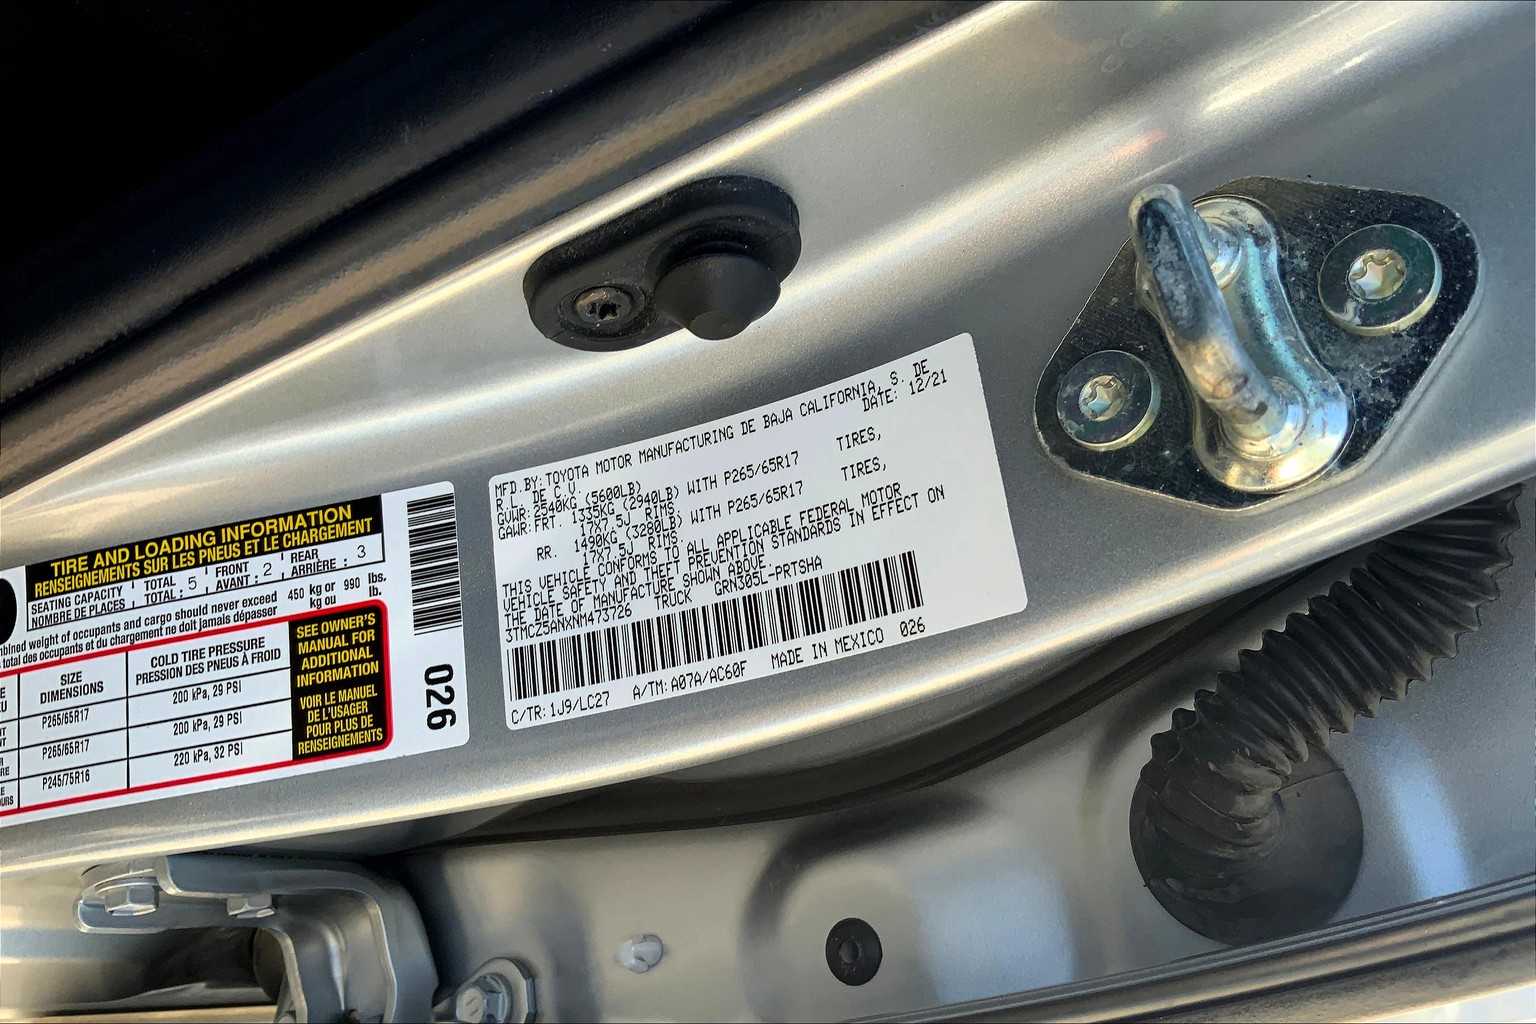 TIRE AND LOADING INFORMATION
RENSEIGNEMENTS SUR LES PNEUS ET LE CHARGEMENT
SEATING CAPACITY
NOMBRE DE PLACES
TOTAL
TOTAL : 5
FRONT
AVANT : 2
REAR
ARRIÈRE : 3
weight of occupants and cargo should never exceed 450 kg or 990 lbs.
total des occupants et du chargement ne doit jamais dépasser kg ou lb.
SIZE
DIMENSIONS
COLD TIRE PRESSURE
PRESSION DES PNEUS À FROID
P265/65R17 200 kPa, 29 PSI
P265/65R17 200 kPa, 29 PSI
P245/75R16 220 kPa, 32 PSI
SEE OWNER'S
MANUAL FOR
ADDITIONAL
INFORMATION
VOIR LE MANUEL
DE L'USAGER
POUR PLUS DE
RENSEIGNEMENTS
026
MFD.BY:TOYOTA MOTOR MANUFACTURING DE BAJA CALIFORNIA, S. DE
R.L. DE C.V. DATE: 12/21
GVWR:2540KG (5600LB)
GAWR:FRT. 1335KG (2940LB) WITH P265/65R17 TIRES,
17X7.5J RIMS
RR. 1490KG (3280LB) WITH P265/65R17 TIRES,
17X7.5J RIMS
THIS VEHICLE CONFORMS TO ALL APPLICABLE FEDERAL MOTOR
VEHICLE SAFETY AND THEFT PREVENTION STANDARDS IN EFFECT ON
THE DATE OF MANUFACTURE SHOWN ABOVE.
3TMCZ5ANXNM473726 TRUCK GRN305L-PRTSHA
C/TR:1J9/LC27 A/TM:A07A/AC60F MADE IN MEXICO 026